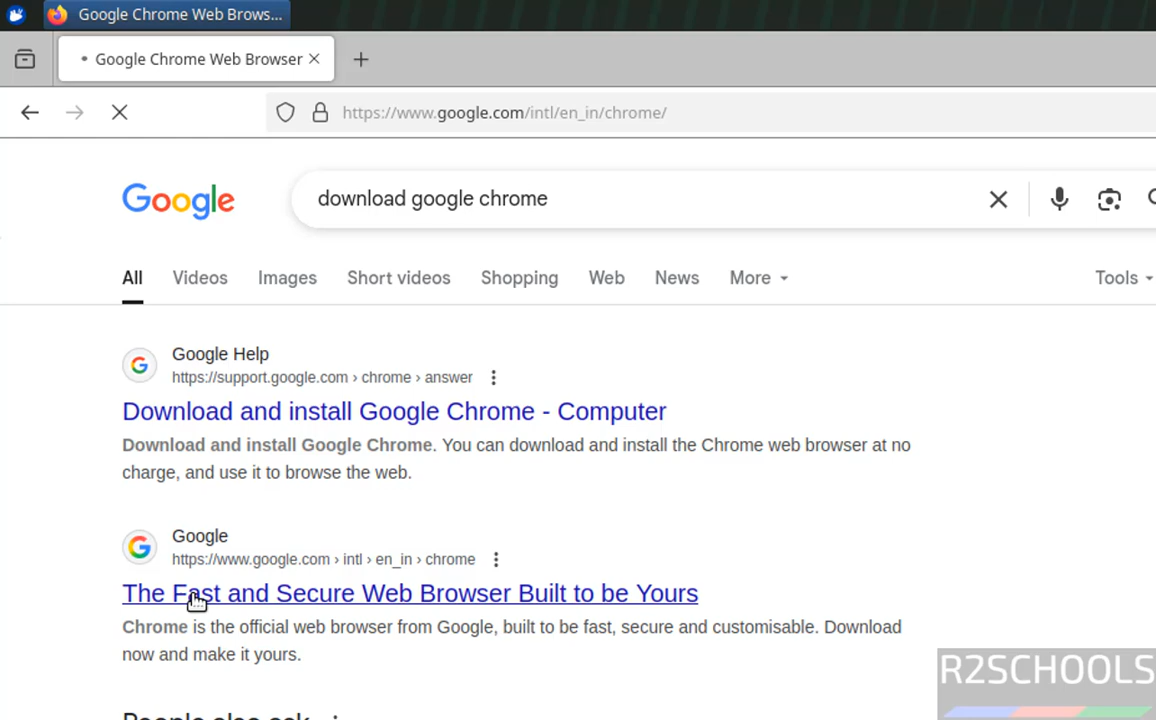 Google Chrome Web Brows...
Google Chrome Web Browser
https://www.google.com/intl/en_in/chrome/
Google
download google chrome
All Videos Images Short videos Shopping Web News More Tools
Google Help
https://support.google.com › chrome › answer
Download and install Google Chrome - Computer
Download and install Google Chrome. You can download and install the Chrome web browser at no
charge, and use it to browse the web.
Google
https://www.google.com › intl › en_in › chrome
The Fast and Secure Web Browser Built to be Yours
Chrome is the official web browser from Google, built to be fast, secure and customisable. Download
now and make it yours.
R2SCHOOLS
People also ask